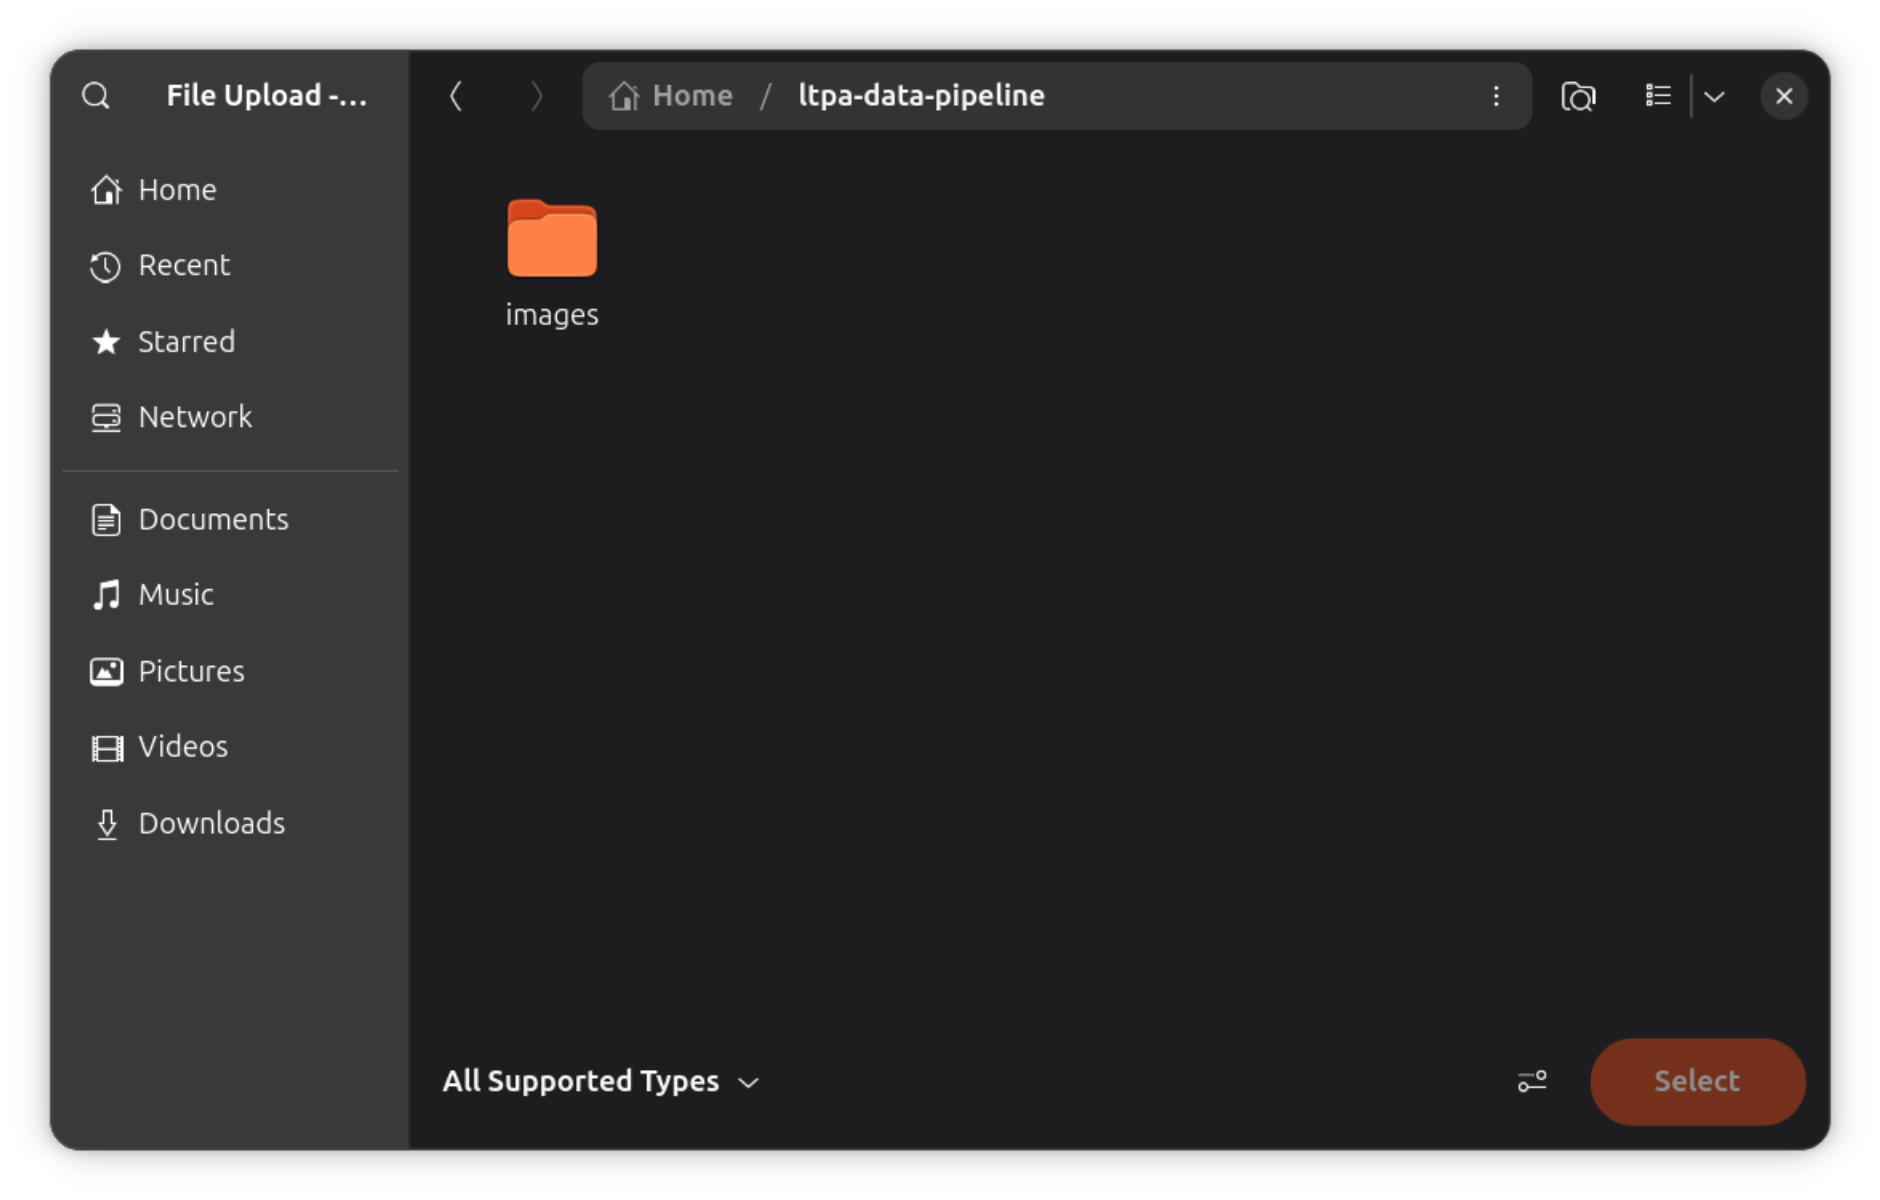 File Upload -...
Home
Recent
Starred
Network
Documents
Music
Pictures
Videos
Downloads
Home / ltpa-data-pipeline
images
All Supported Types
Select